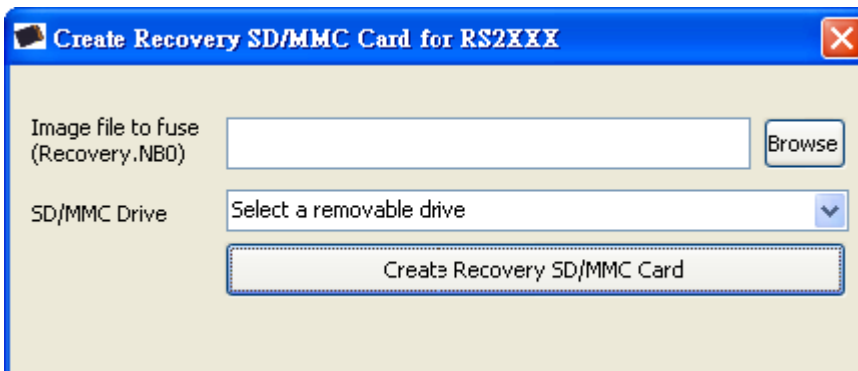 Create Recovery SD/MMC Card for RS2XXX
Image file to fuse
(Recovery.NB0)
Browse
SD/MMC Drive
Select a removable drive
Create Recovery SD/MMC Card